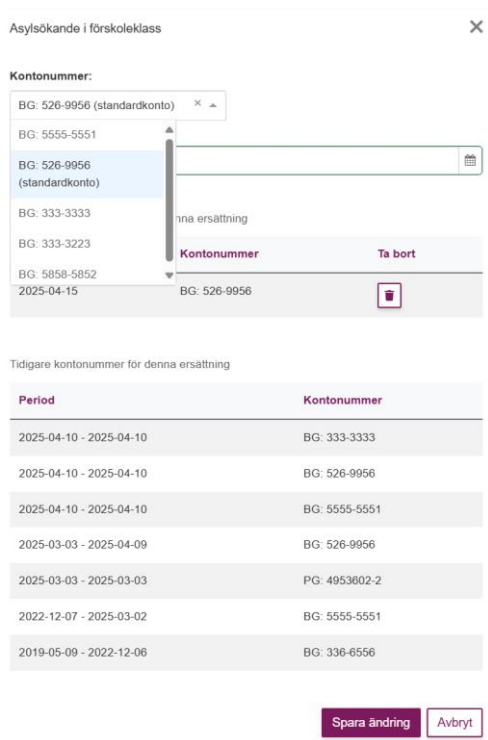 Asylsökande i förskoleklass
Kontonummer:
BG: 526-9956 (standardkonto)
BG: 5555-5551
BG: 526-9956
(standardkonto)
BG: 333-3333
BG: 333-3223
BG: 5858-5852
ersättning
Kontonummer Ta bort
2025-04-15 BG: 526-9956
Tidigare kontonummer för denna ersättning
Period Kontonummer
2025-04-10 - 2025-04-10 BG: 333-3333
2025-04-10 - 2025-04-10 BG: 526-9956
2025-04-10 - 2025-04-10 BG: 5555-5551
2025-03-03 - 2025-04-09 BG: 526-9956
2025-03-03 - 2025-03-03 PG: 4953602-2
2022-12-07 - 2025-03-02 BG: 5555-5551
2019-05-09 - 2022-12-06 BG: 336-6556
Spara ändring Avbryt